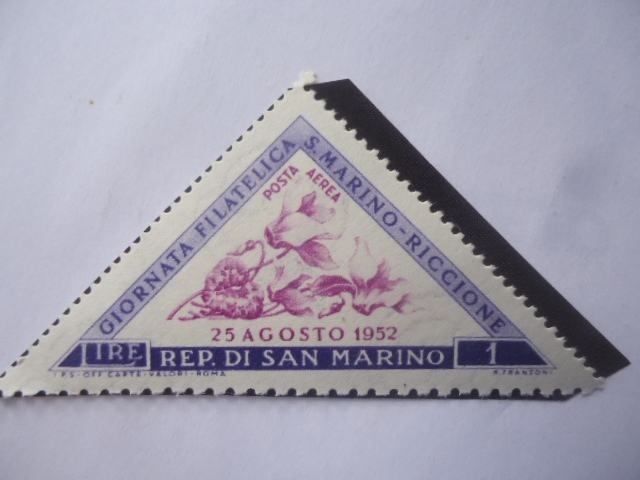 GIORNATA FILATELICA S. MARINO-RICCIONE
POSTA AEREA
25 AGOSTO 1952
LIRE REP. DI SAN MARINO 1
I.P.S.-OFF. CARTE-VALORI-ROMA R. FRANZONI